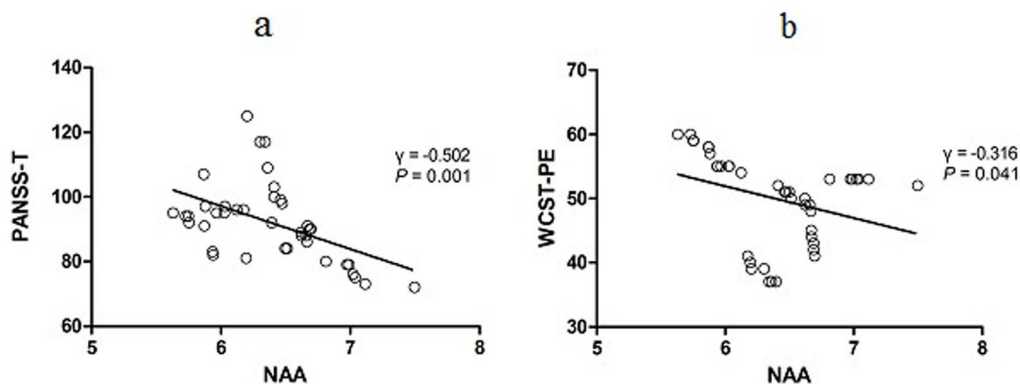 a
140
120
100
80
60
PANSS-T
γ = -0.502
P = 0.001
5 6 7 8
NAA
b
70
60
50
40
30
WCST-PE
γ = -0.316
P = 0.041
5 6 7 8
NAA